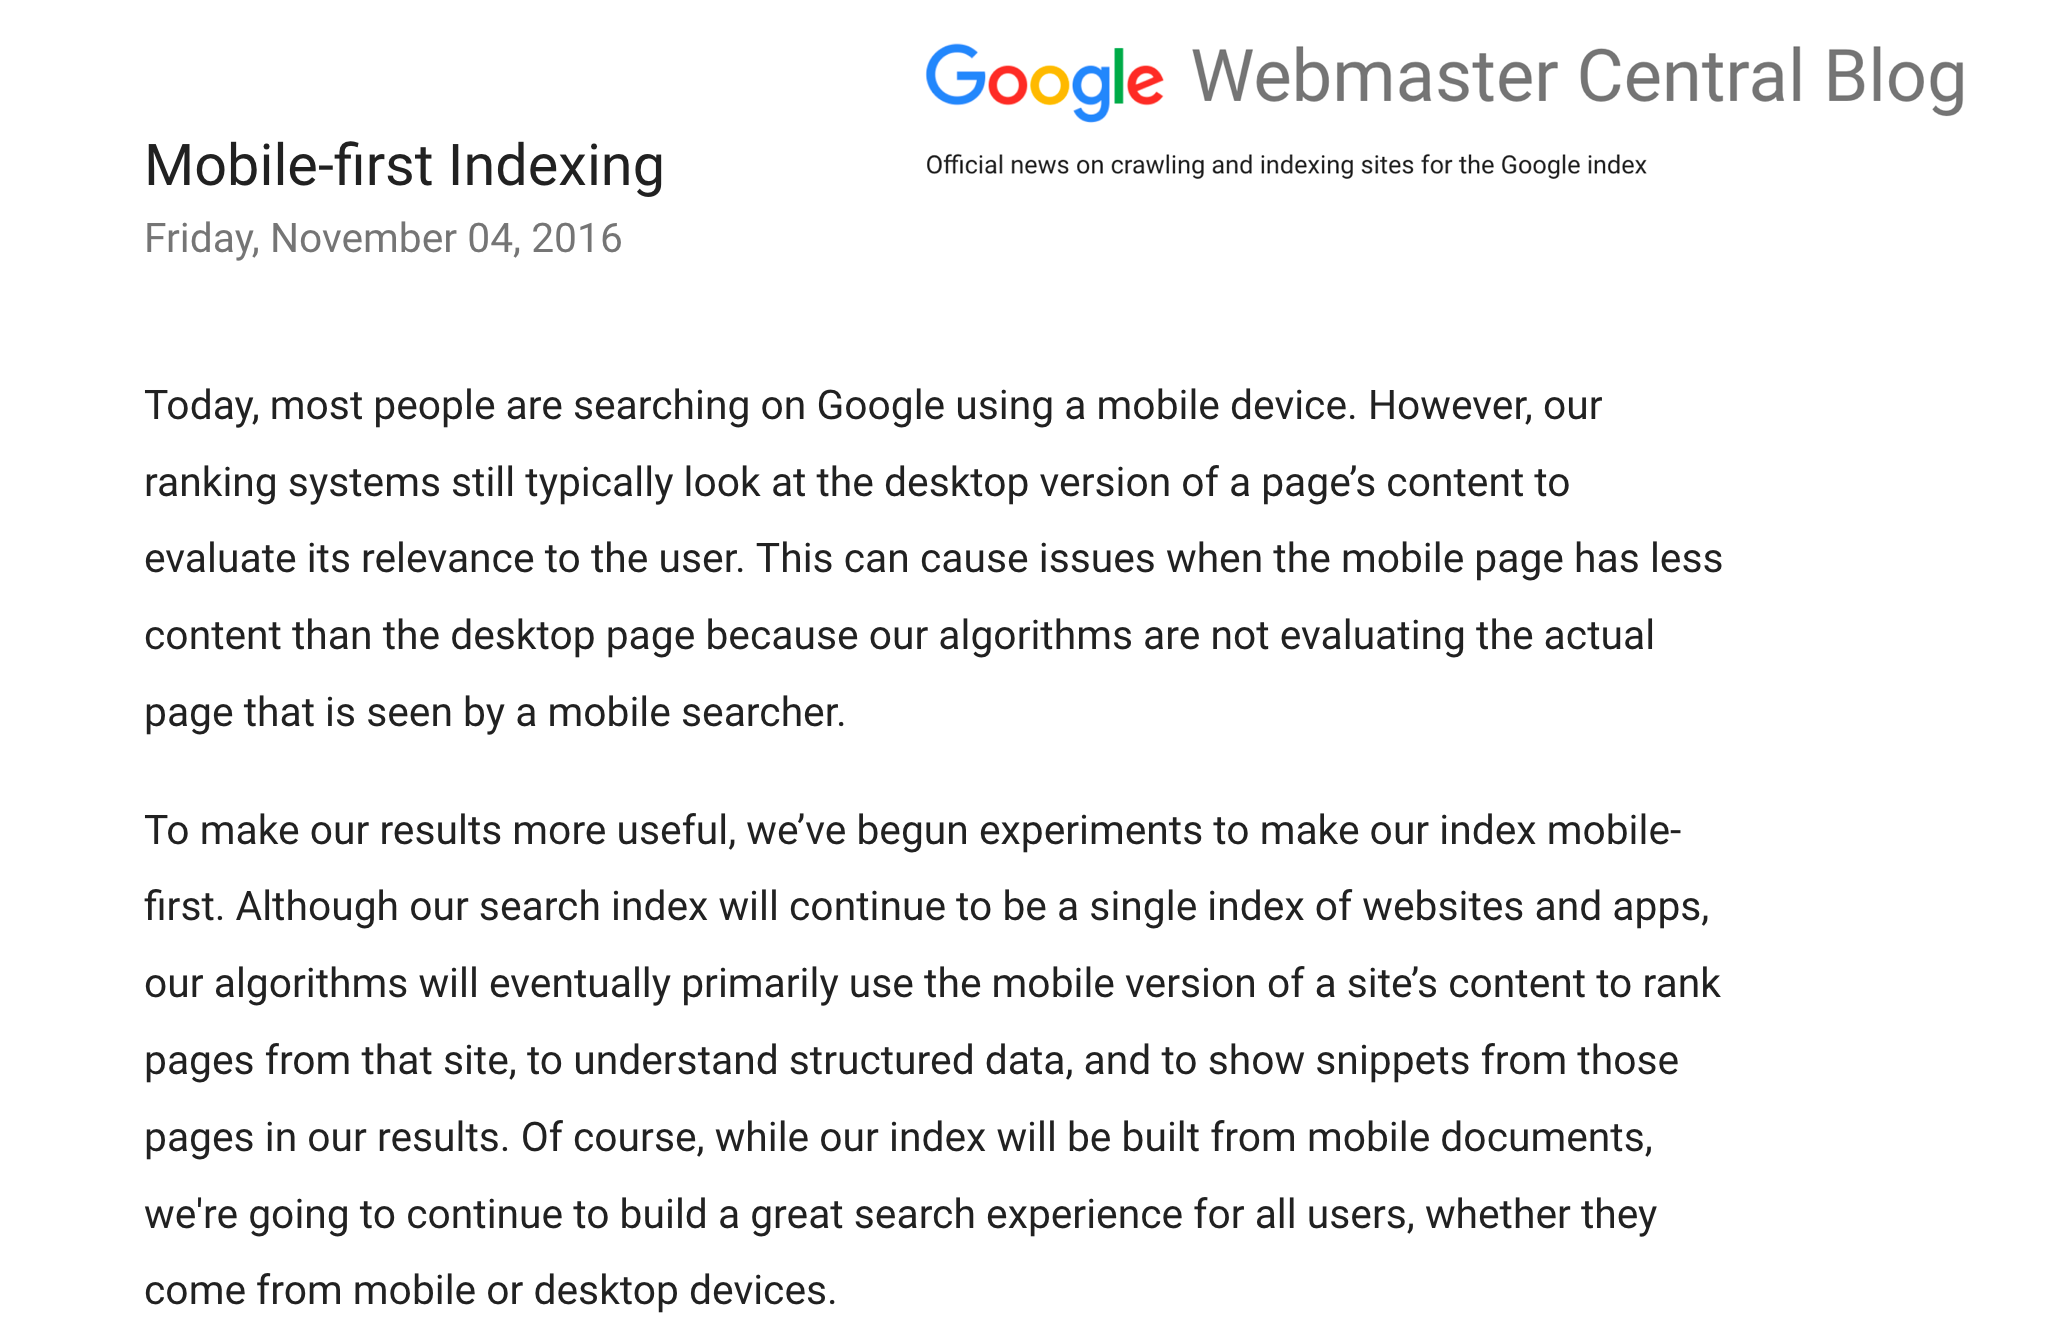 Google Webmaster Central Blog
Official news on crawling and indexing sites for the Google index
Mobile-first Indexing
Friday, November 04, 2016
Today, most people are searching on Google using a mobile device. However, our
ranking systems still typically look at the desktop version of a page’s content to
evaluate its relevance to the user. This can cause issues when the mobile page has less
content than the desktop page because our algorithms are not evaluating the actual
page that is seen by a mobile searcher.
To make our results more useful, we’ve begun experiments to make our index mobile-
first. Although our search index will continue to be a single index of websites and apps,
our algorithms will eventually primarily use the mobile version of a site’s content to rank
pages from that site, to understand structured data, and to show snippets from those
pages in our results. Of course, while our index will be built from mobile documents,
we're going to continue to build a great search experience for all users, whether they
come from mobile or desktop devices.